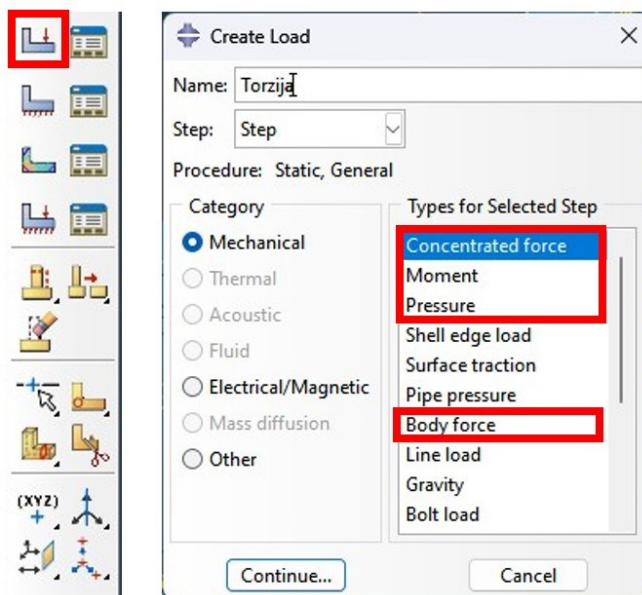 Create Load
Name: Torzija
Step: Step
Procedure: Static, General
Category
Mechanical
Thermal
Acoustic
Fluid
Electrical/Magnetic
Mass diffusion
Other
Types for Selected Step
Concentrated force
Moment
Pressure
Shell edge load
Surface traction
Pipe pressure
Body force
Line load
Gravity
Bolt load
Continue...
Cancel
(XYZ)